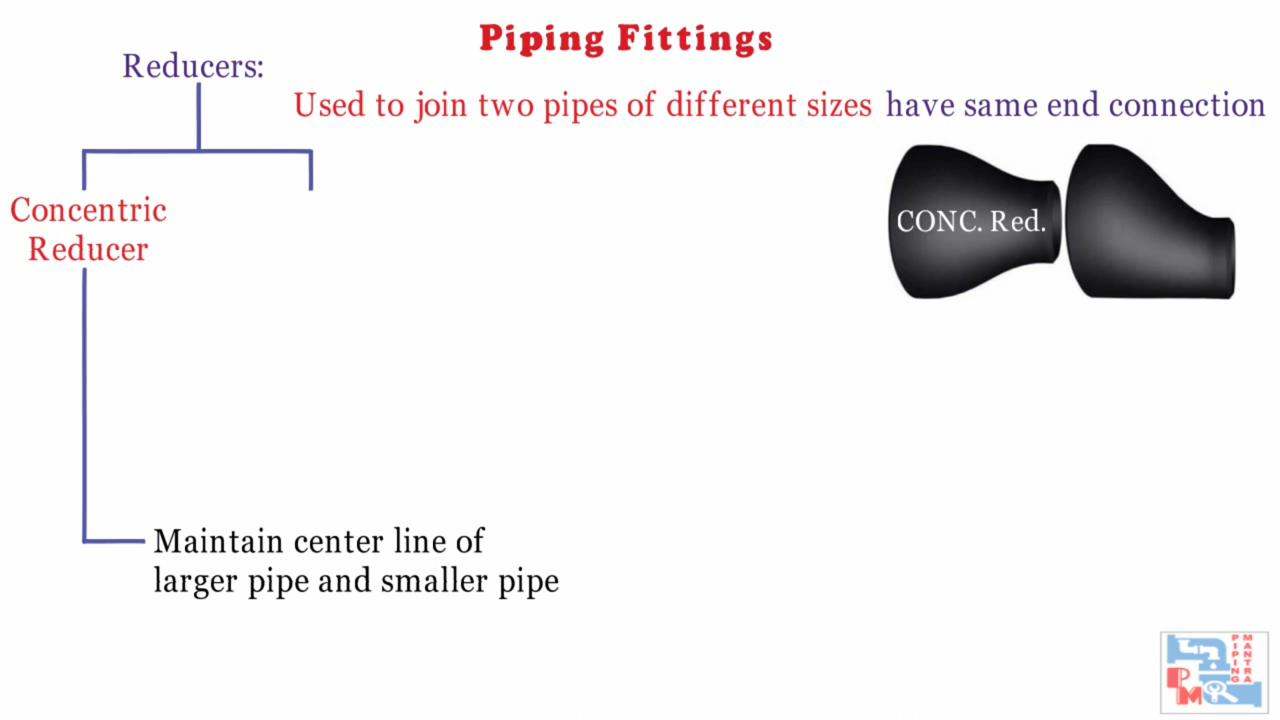 Piping Fittings
Reducers:
Used to join two pipes of different sizes have same end connection
Concentric
Reducer
CONC. Red.
Maintain center line of
larger pipe and smaller pipe
PIPING
MANTRA
PM